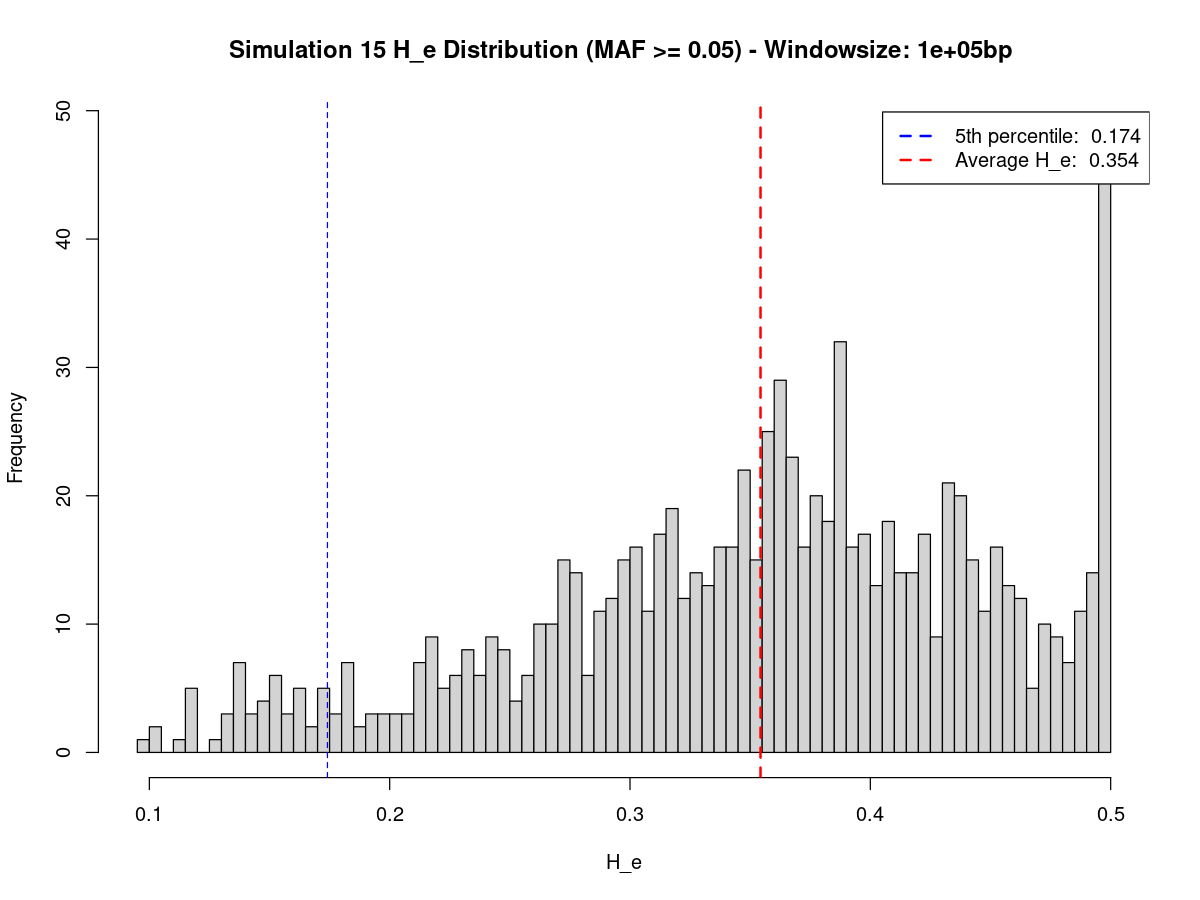 Simulation 15 H_e Distribution (MAF >= 0.05) - Windowsize: 1e+05bp
50
40
30
20
10
0
Frequency
5th percentile: 0.174
Average H_e: 0.354
0.1 0.2 0.3 0.4 0.5
H_e